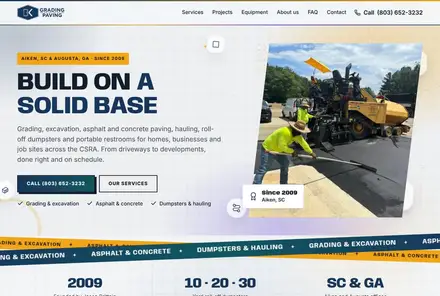 GRADING
PAVING
Services
Projects
Equipment
About us
FAQ
Contact
Call (803) 652-3232
AIKEN, SC & AUGUSTA, GA · SINCE 2009
BUILD ON A
SOLID BASE
Grading, excavation, asphalt and concrete paving, hauling, roll-
off dumpsters and portable restrooms for homes, businesses and
job sites across the CSRA. From driveways to developments,
done right and on schedule.
CALL (803) 652-3232
OUR SERVICES
Grading & excavation
Asphalt & concrete
Dumpsters & hauling
Since 2009
Aiken, SC
GRADING & EXCAVATION
ASPHALT & CONCRETE
DUMPSTERS & HAULING
GRADING & EXCAVATION
2009
10 · 20 · 30
SC & GA